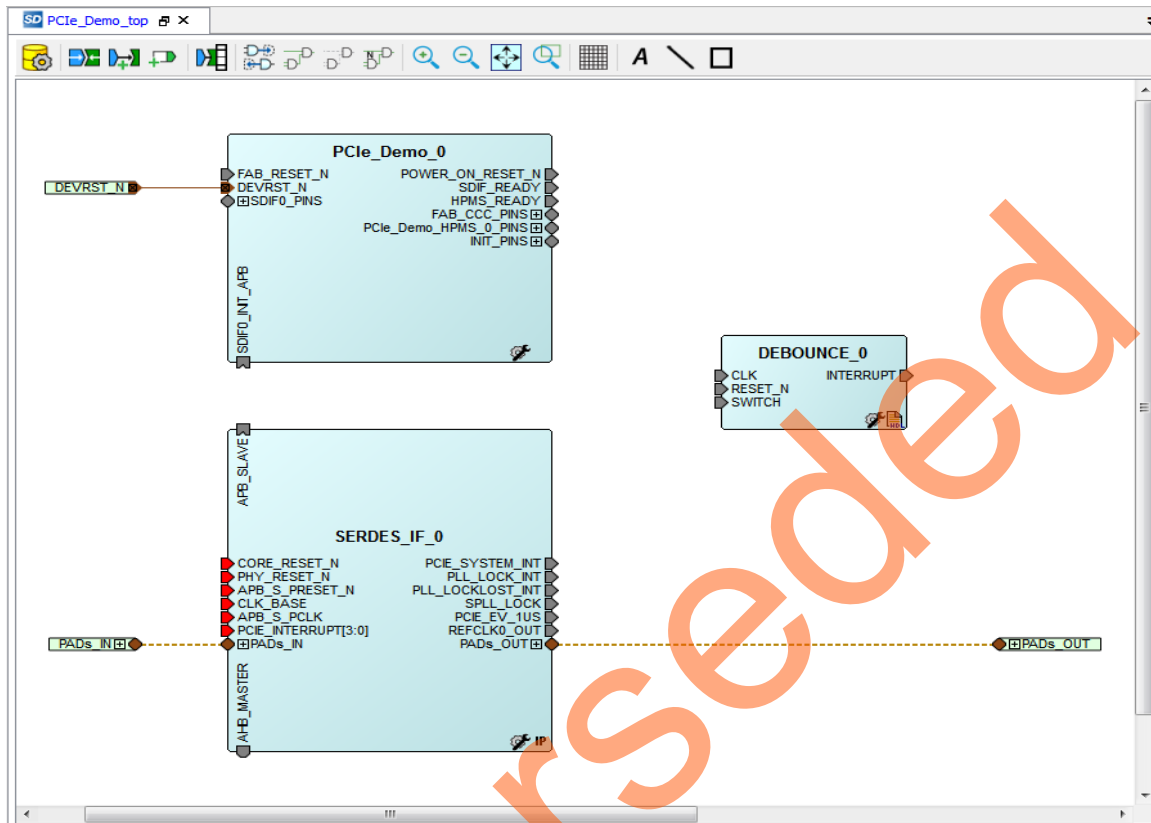 SD PCIe_Demo_top
A
PCIe_Demo_0
FAB_RESET_N
DEVRST_N
SDIF0_PINS
POWER_ON_RESET_N
SDIF_READY
HPMS_READY
FAB_CCC_PINS
PCIe_Demo_HPMS_0_PINS
INIT_PINS
SDIF0_INIT_APB
DEVRST_N
DEBOUNCE_0
CLK
RESET_N
SWITCH
INTERRUPT
APB_SLAVE
SERDES_IF_0
CORE_RESET_N
PHY_RESET_N
APB_S_PRESET_N
CLK_BASE
APB_S_PCLK
PCIE_INTERRUPT[3:0]
PADs_IN
PCIE_SYSTEM_INT
PLL_LOCK_INT
PLL_LOCKLOST_INT
SPLL_LOCK
PCIE_EV_1US
REFCLK0_OUT
PADs_OUT
AHB_MASTER
IP
PADs_IN
PADs_OUT
rseded